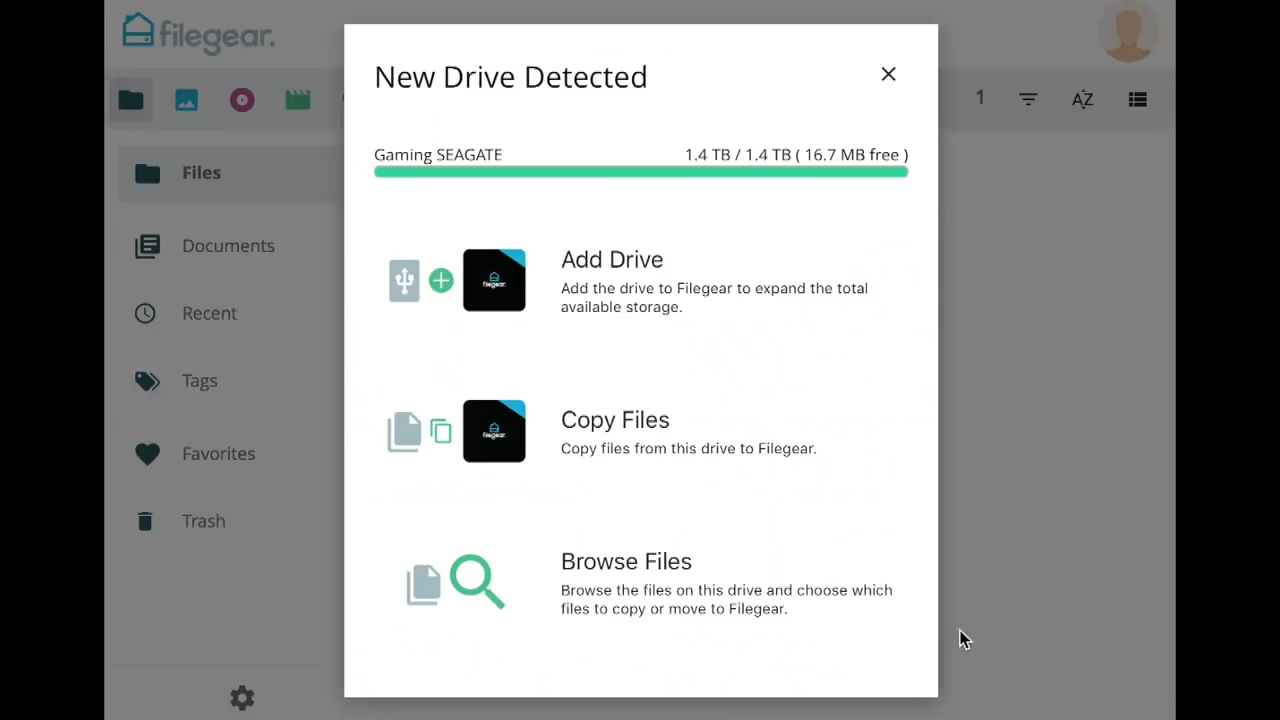 filegear.
New Drive Detected
1
Gaming SEAGATE
1.4 TB / 1.4 TB ( 16.7 MB free )
Files
Documents
Recent
Tags
Favorites
Trash
filegear.
Add Drive
Add the drive to Filegear to expand the total
available storage.
filegear.
Copy Files
Copy files from this drive to Filegear.
Browse Files
Browse the files on this drive and choose which
files to copy or move to Filegear.
AZ